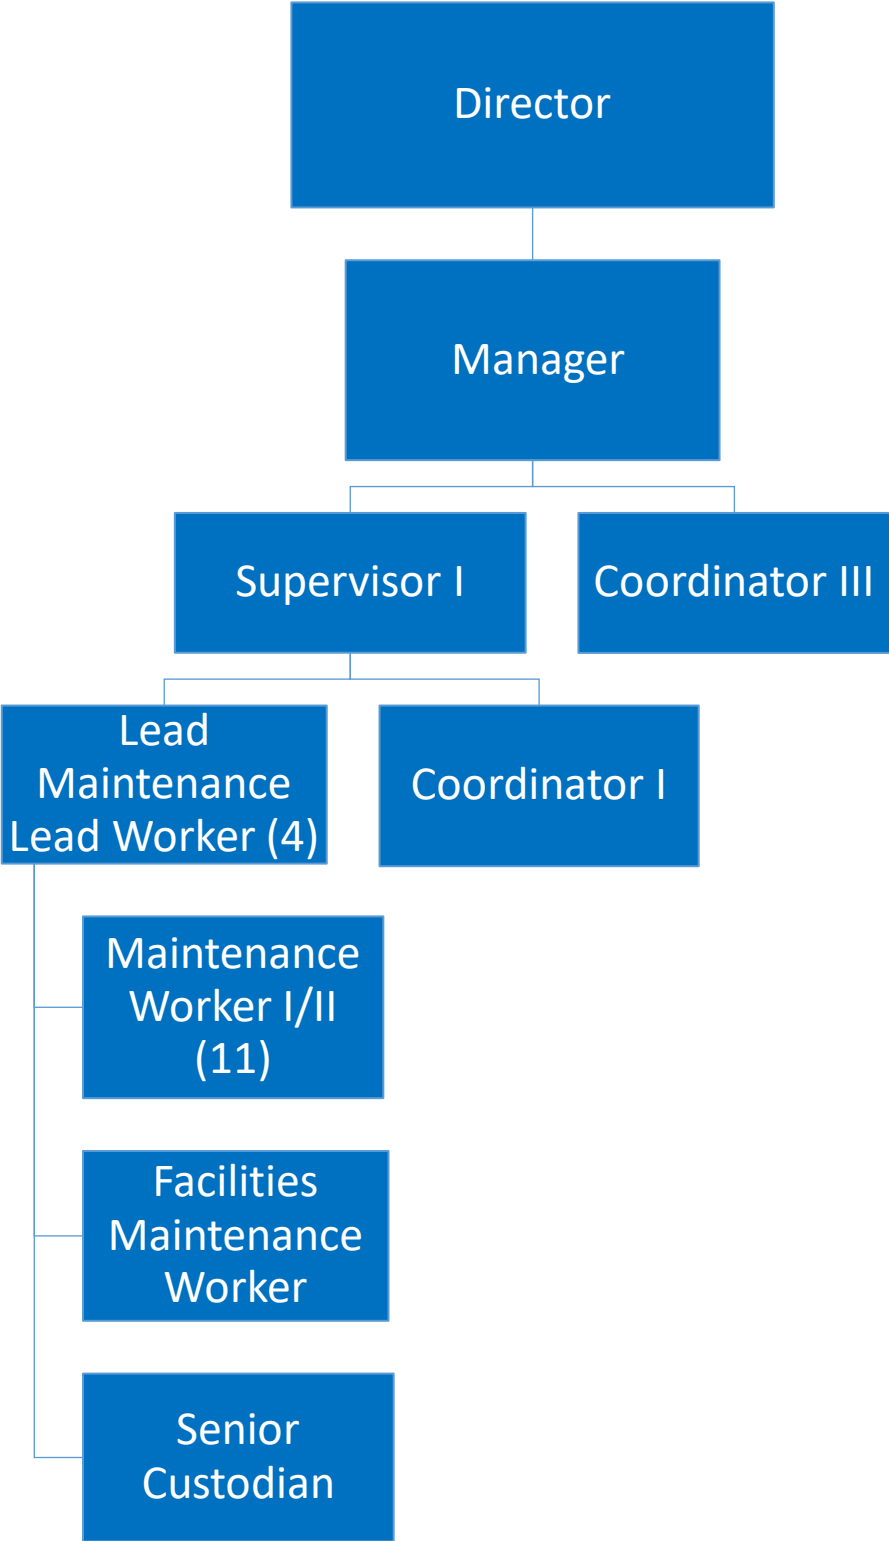 Director
Manager
Supervisor I
Coordinator III
Lead
Maintenance
Lead Worker (4)
Coordinator I
Maintenance
Worker I/II
(11)
Facilities
Maintenance
Worker
Senior
Custodian